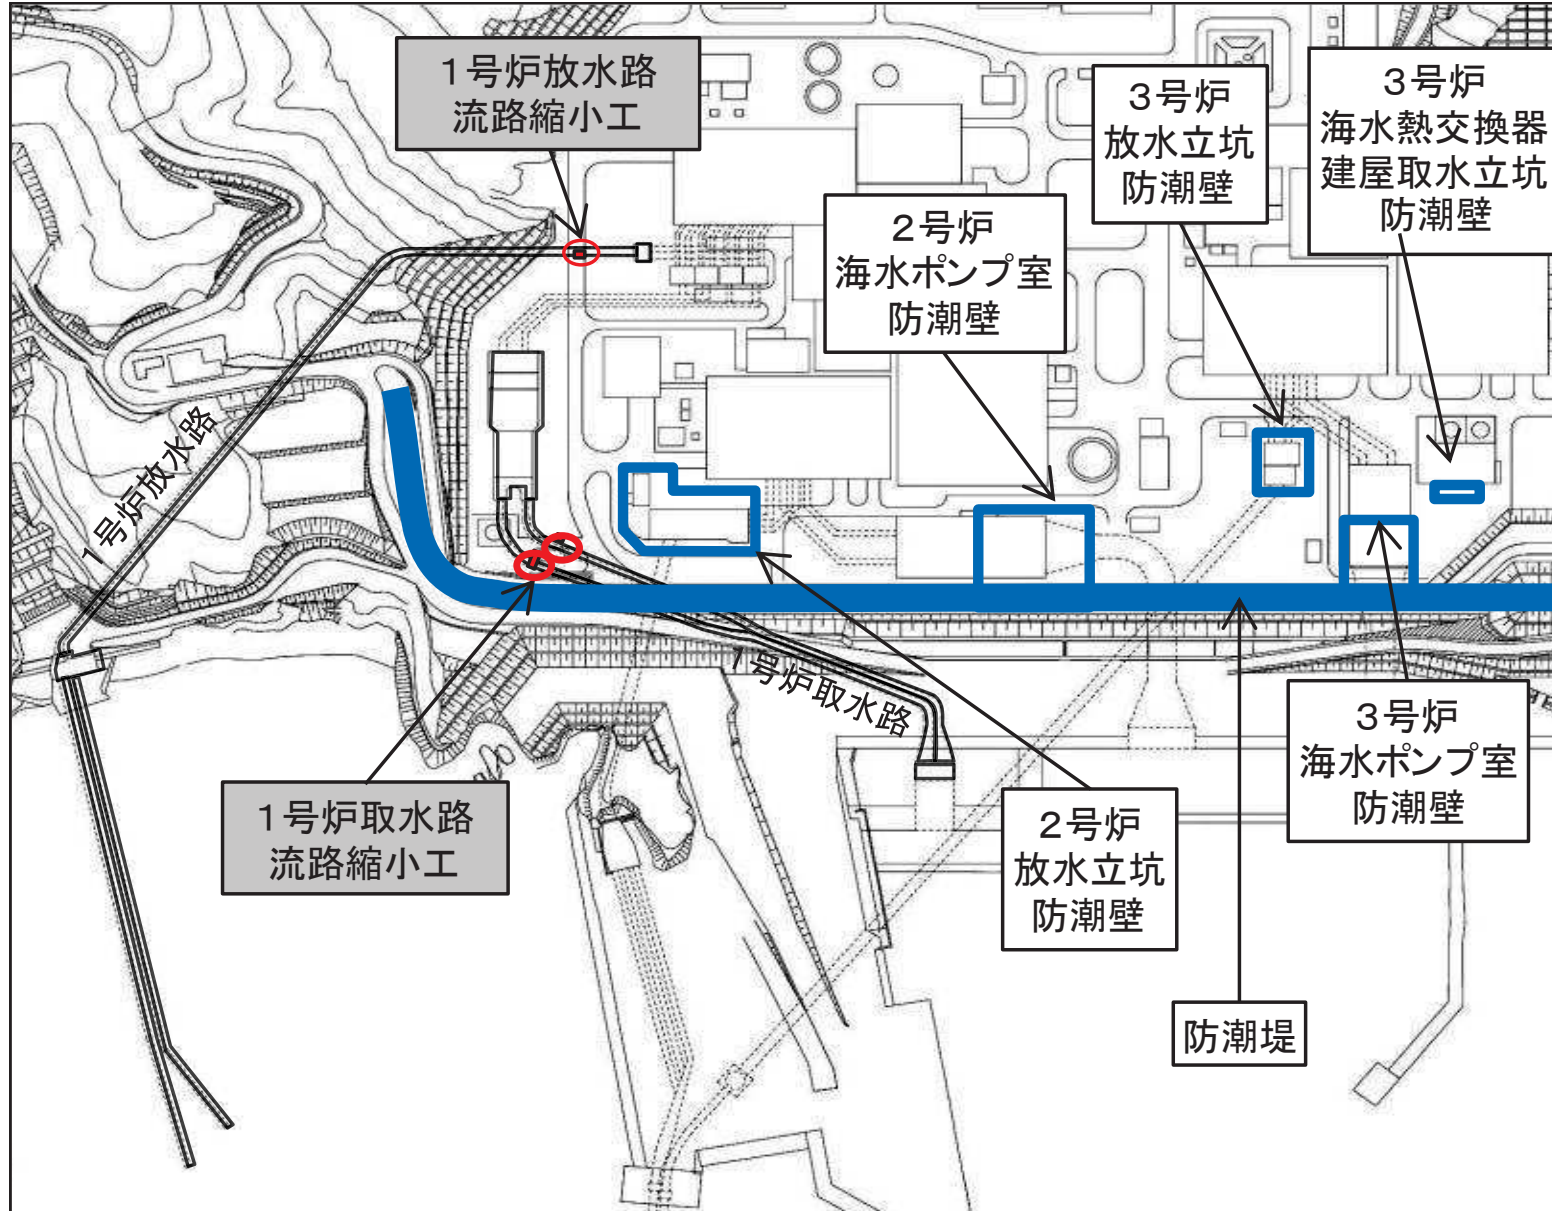 1号炉放水路
流路縮小工
3号炉
放水立坑
防潮壁
3号炉
海水熱交換器
建屋取水立坑
防潮壁
2号炉
海水ポンプ室
防潮壁
1号炉放水路
1号炉取水路
1号炉取水路
流路縮小工
2号炉
放水立坑
防潮壁
3号炉
海水ポンプ室
防潮壁
防潮堤